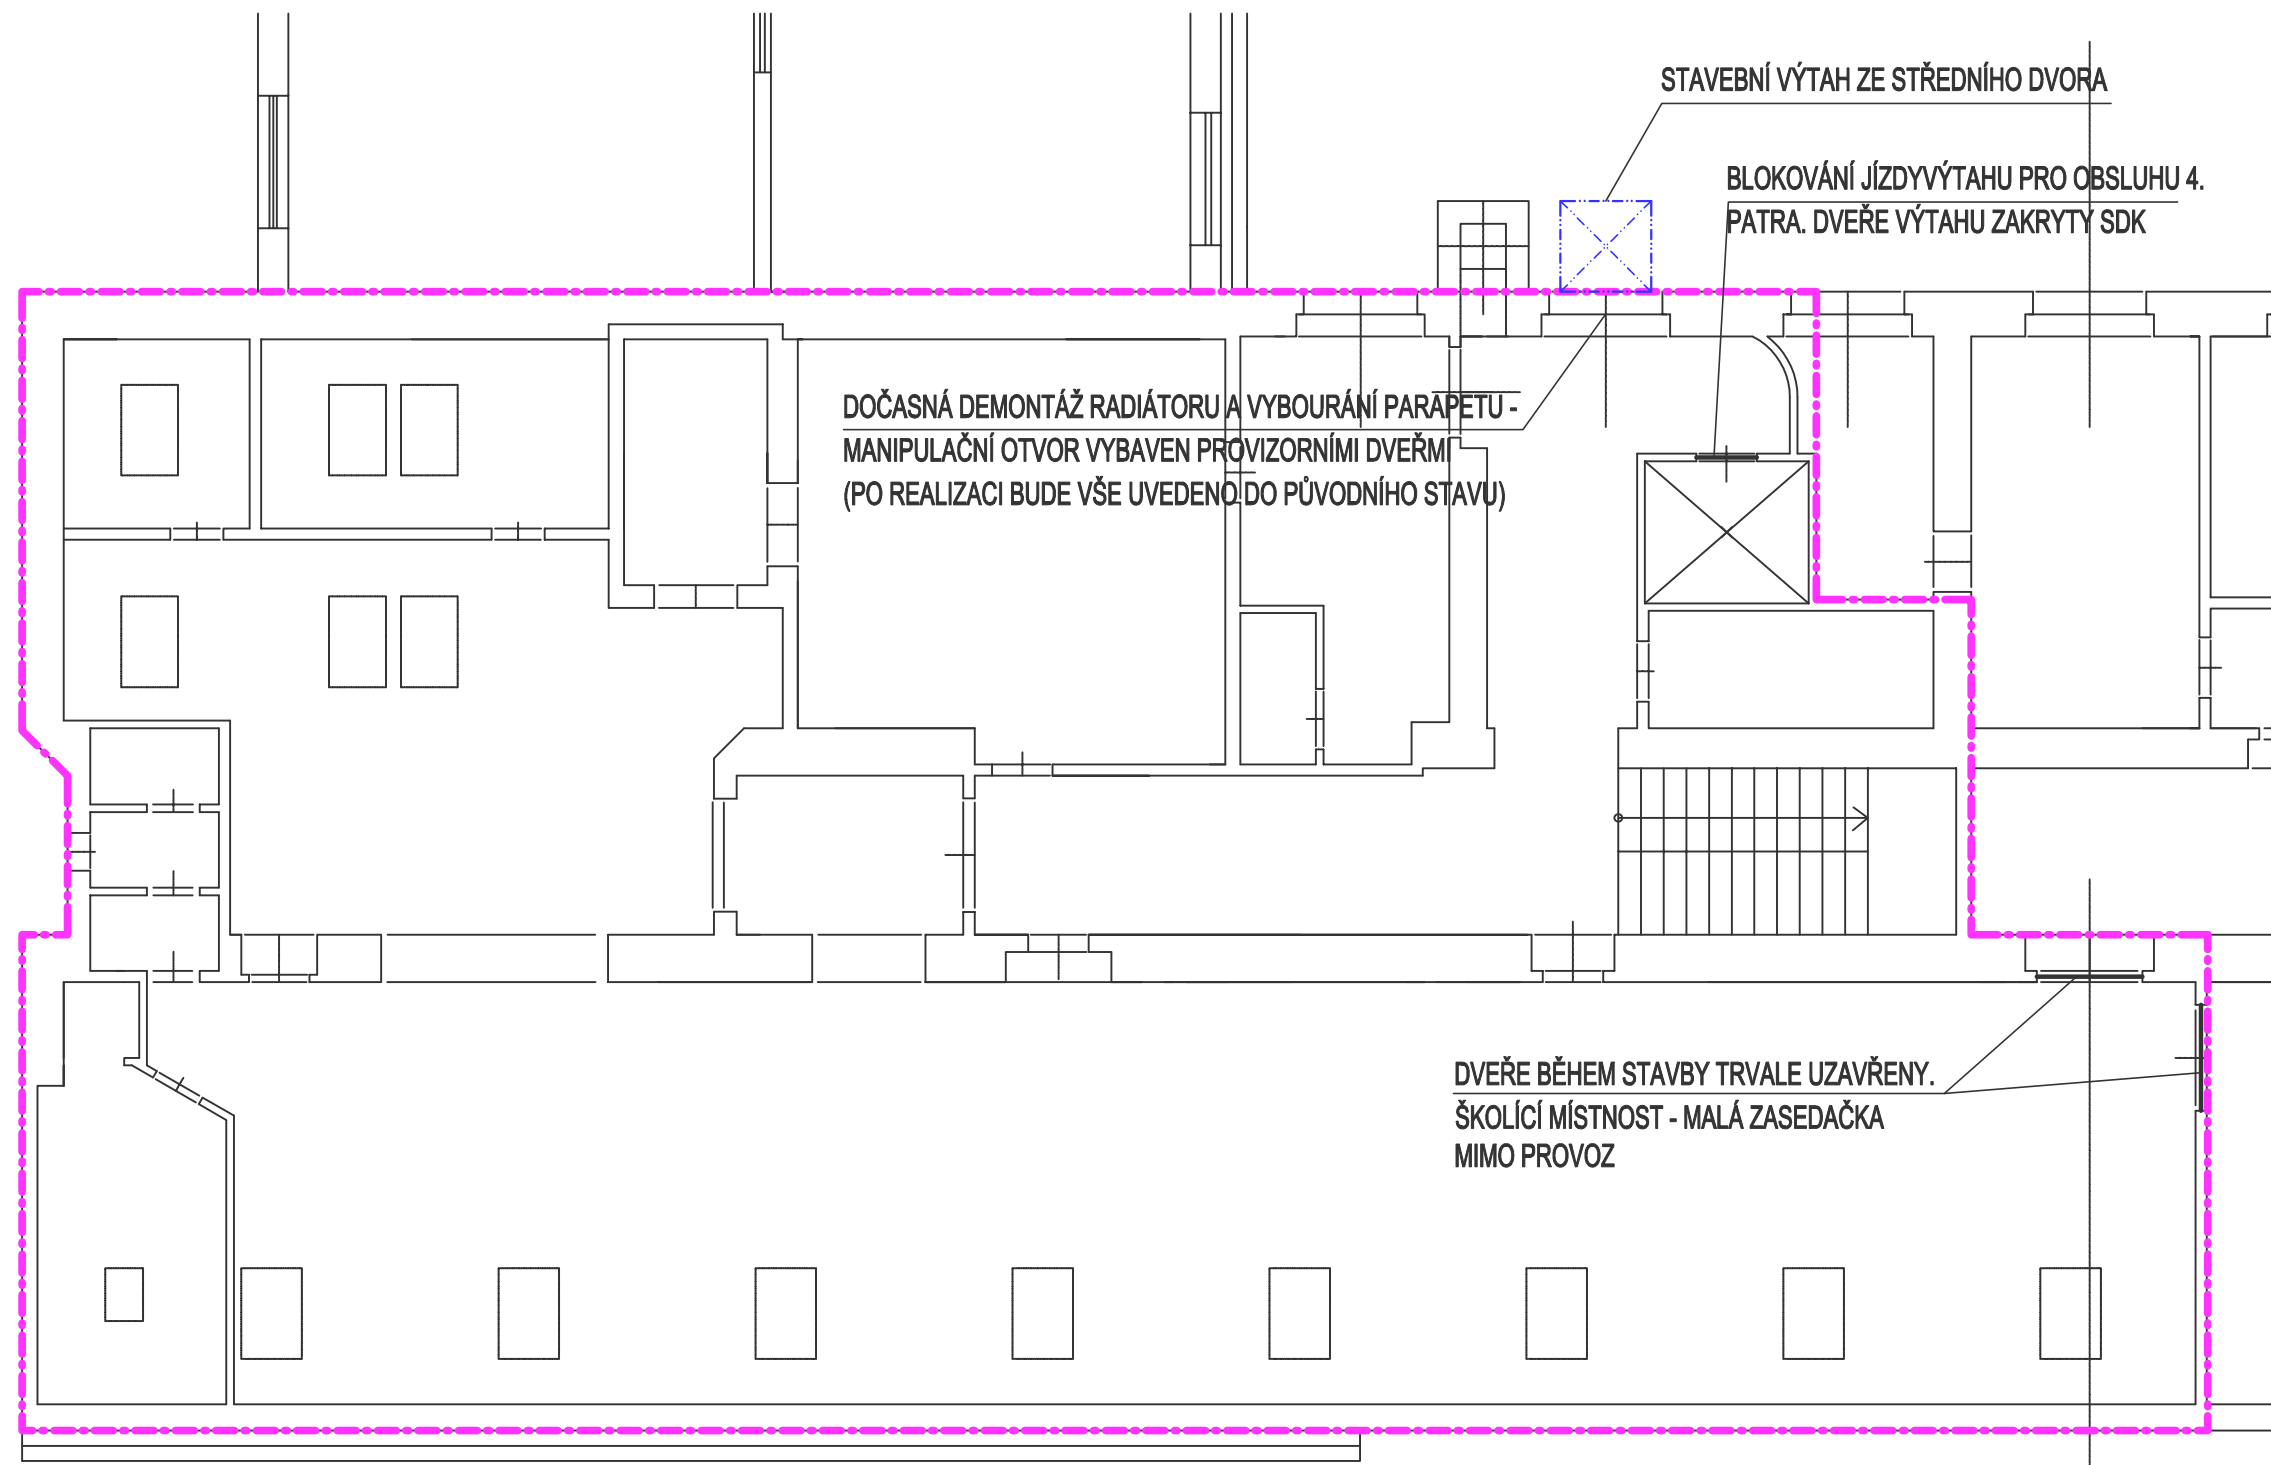 STAVEBNÍ VÝTAH ZE STŘEDNÍHO DVORA
BLOKOVÁNÍ JÍZDYVÝTAHU PRO OBSLUHU 4.
PATRA. DVEŘE VÝTAHU ZAKRYTY SDK
DOČASNÁ DEMONTÁŽ RADIÁTORU A VYBOURÁNÍ PARAPETU -
MANIPULAČNÍ OTVOR VYBAVEN PROVIZORNÍMI DVEŘMI
(PO REALIZACI BUDE VŠE UVEDENO DO PŮVODNÍHO STAVU)
DVEŘE BĚHEM STAVBY TRVALE UZAVŘENY.
ŠKOLÍCÍ MÍSTNOST - MALÁ ZASEDAČKA
MIMO PROVOZ